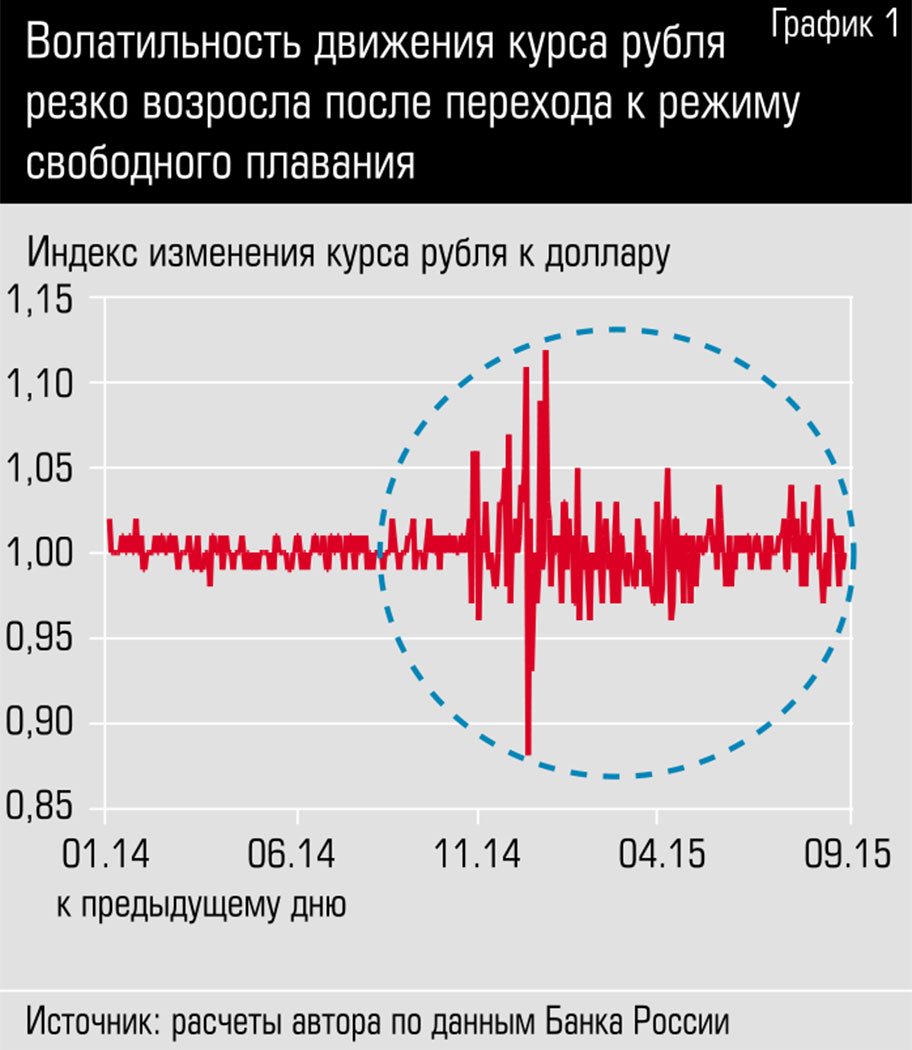 График 1
Волатильность движения курса рубля
резко возросла после перехода к режиму
свободного плавания
Индекс изменения курса рубля к доллару
1,15
1,10
1,05
1,00
0,95
0,90
0,85
01.14 06.14 11.14 04.15 09.15
к предыдущему дню
Источник: расчеты автора по данным Банка России